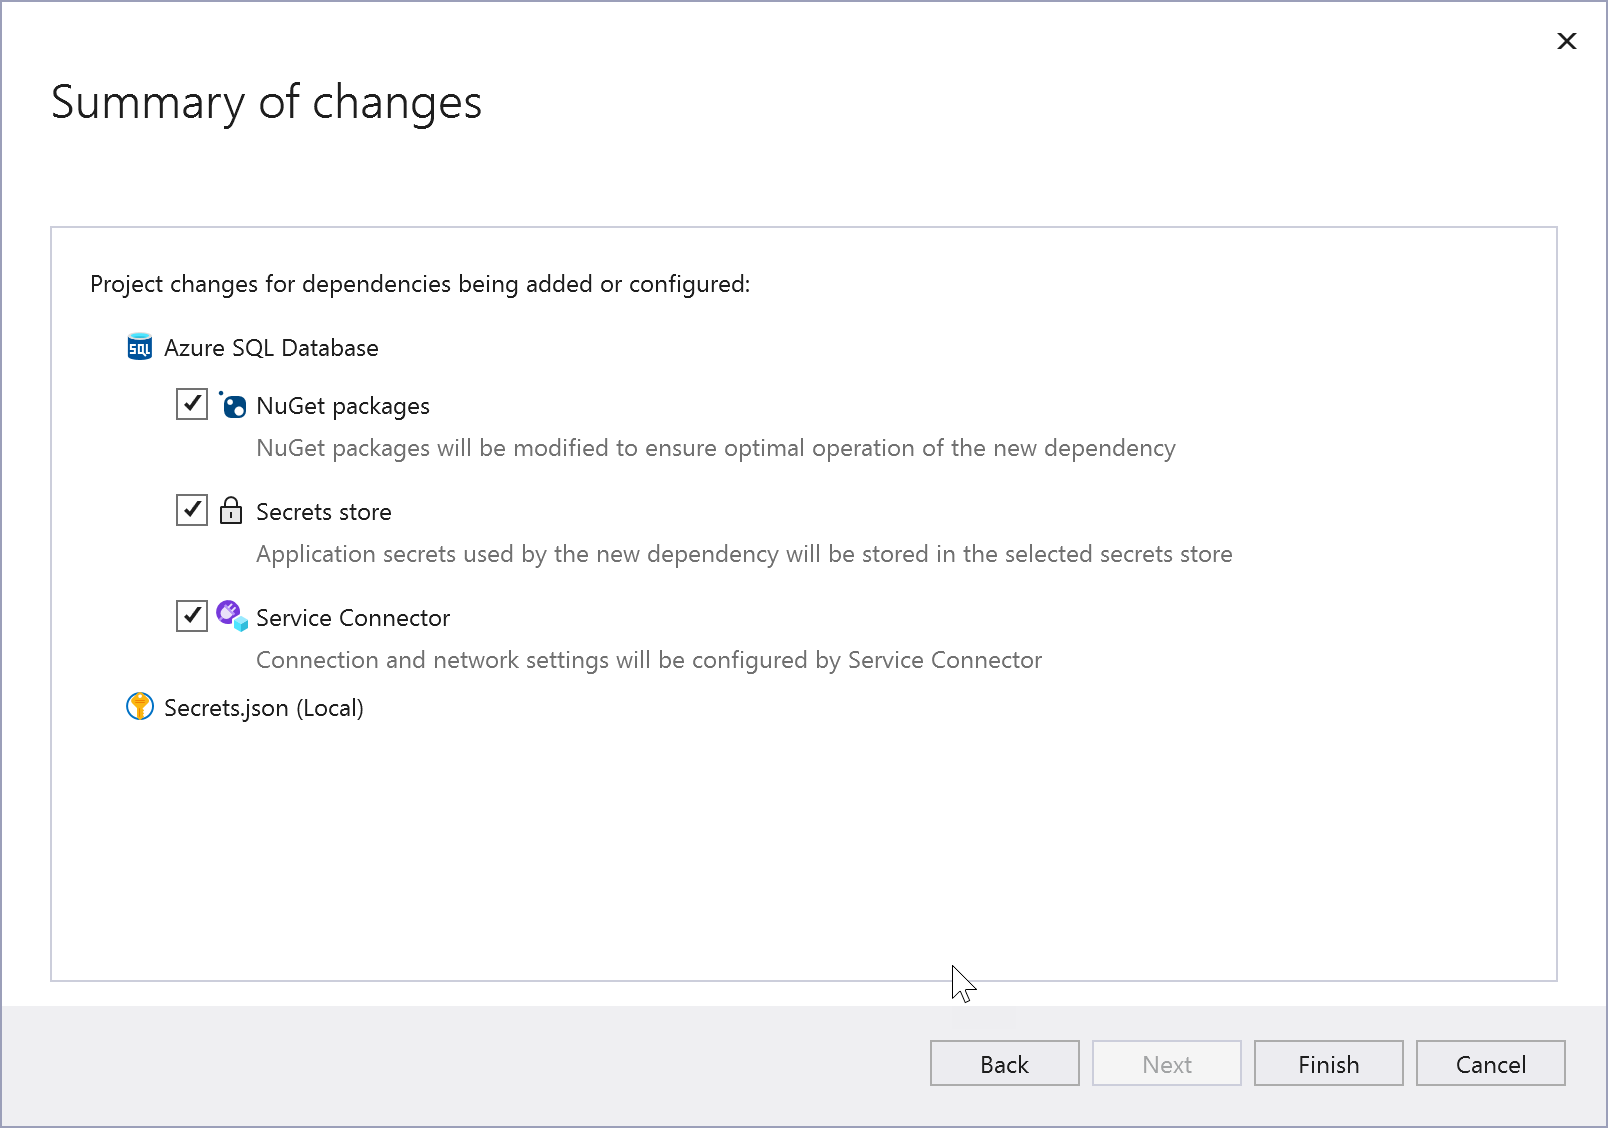 Summary of changes
Project changes for dependencies being added or configured:
SQL Azure SQL Database
NuGet packages
NuGet packages will be modified to ensure optimal operation of the new dependency
Secrets store
Application secrets used by the new dependency will be stored in the selected secrets store
Service Connector
Connection and network settings will be configured by Service Connector
Secrets.json (Local)
Back Next Finish Cancel